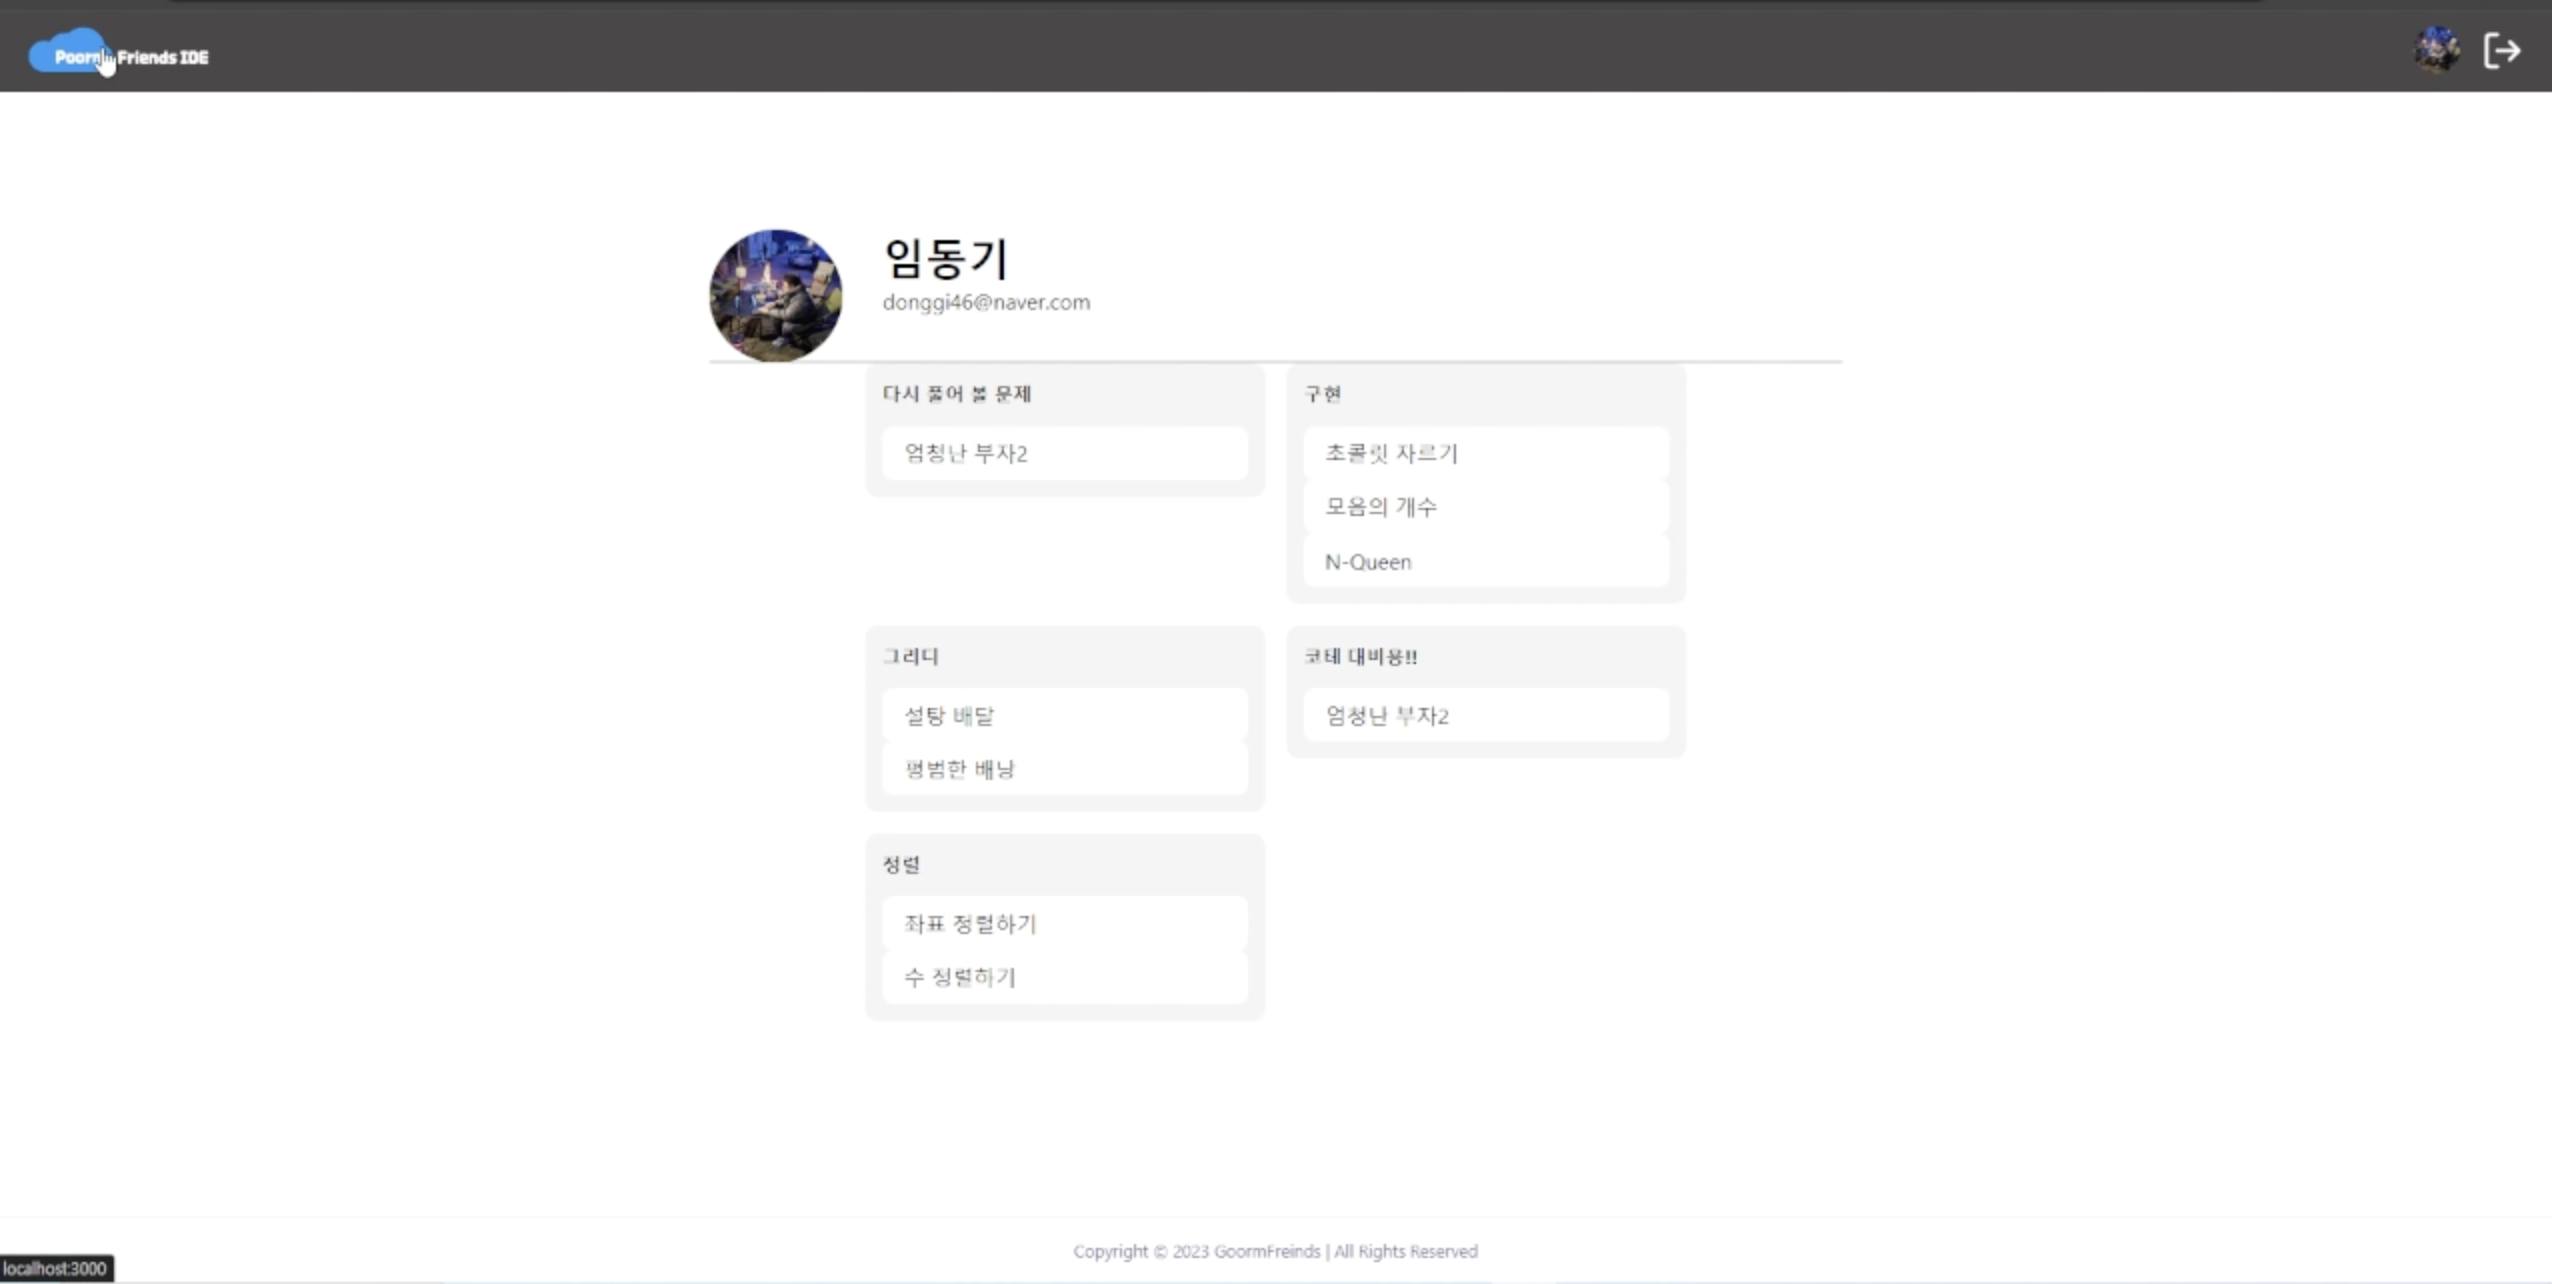 Poorm Friends IDE
임동기
donggi46@naver.com
다시 풀어 볼 문제
엄청난 부자2
구현
초콜릿 자르기
모음의 개수
N-Queen
그리디
설탕 배달
평범한 배낭
코테 대비용!!
엄청난 부자2
정렬
좌표 정렬하기
수 정렬하기
Copyright © 2023 GoormFreinds | All Rights Reserved
localhost:3000